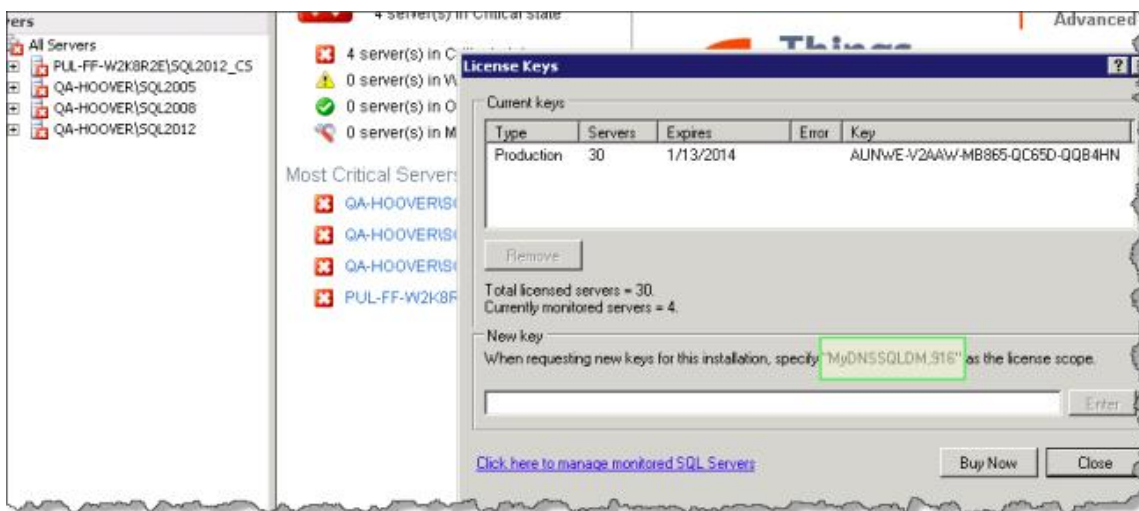 Advanced
All Servers
PUL-FF-W2K8R2E\SQL2012_CS
QA-HOOVER\SQL2005
QA-HOOVER\SQL2008
QA-HOOVER\SQL2012
4 server(s) in Critical state
4 server(s) in C
0 server(s) in
0 server(s) in O
0 server(s) in M
Most Critical Servers
QA-HOOVER\S
QA-HOOVER\S
QA-HOOVER\S
PUL-FF-W2K8R
Things
License Keys
Current keys
Type Servers Expires Error Key
Production 30 1/13/2014 AUNWE-V2AAW-MB865-QC65D-QQB4HN
Remove
Total licensed servers = 30.
Currently monitored servers = 4.
New key
When requesting new keys for this installation, specify "MyDNSSQLDM,916" as the license scope.
Enter
Click here to manage monitored SQL Servers
Buy Now Close